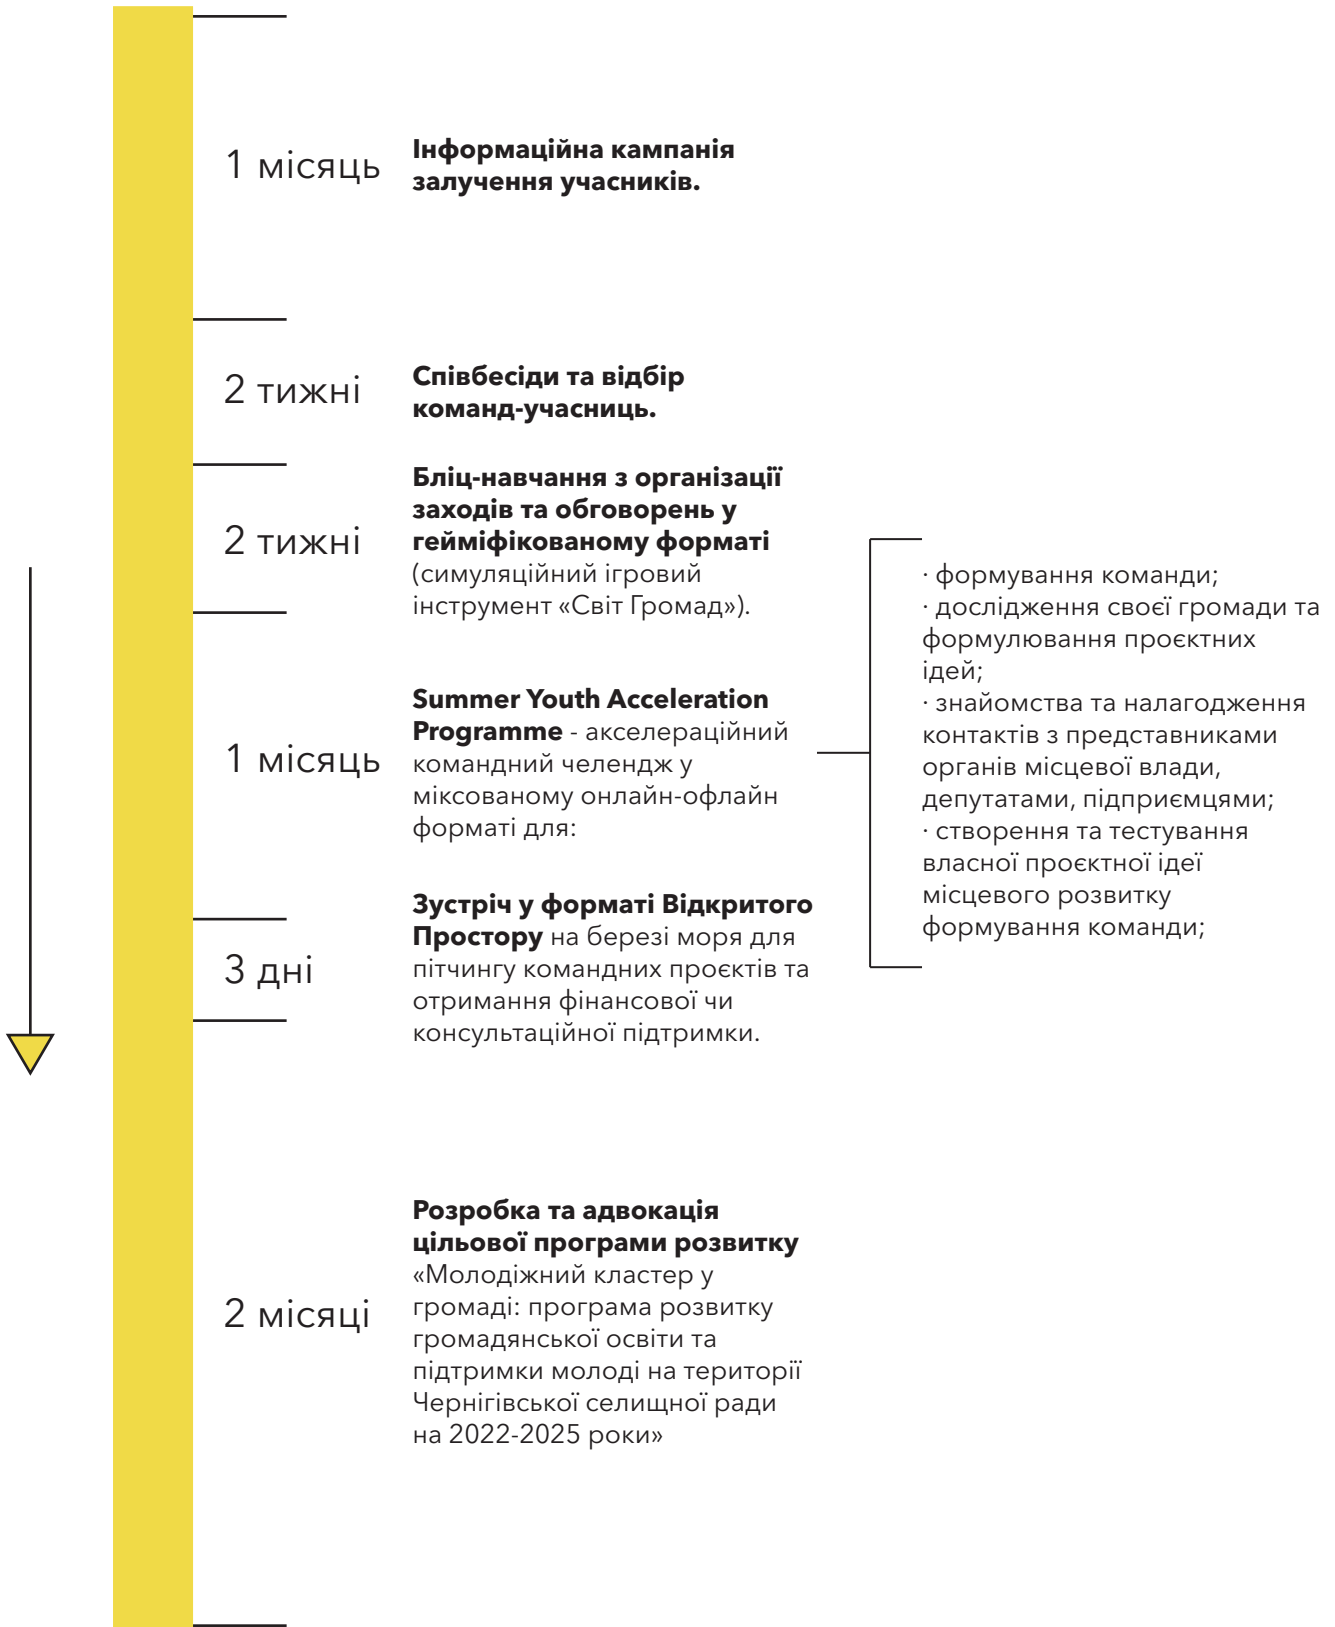 1 місяць
Інформаційна кампанія
залучення учасників.
2 тижні
Співбесіди та відбір
команд-учасниць.
2 тижні
Бліц-навчання з організації
заходів та обговорень у
гейміфікованому форматі
(симуляційний ігровий
інструмент «Світ Громад»).
1 місяць
Summer Youth Acceleration
Programme - акселераційний
командний челендж у
міксованому онлайн-офлайн
форматі для:
· формування команди;
· дослідження своєї громади та
формулювання проєктних
ідей;
· знайомства та налагодження
контактів з представниками
органів місцевої влади,
депутатами, підприємцями;
· створення та тестування
власної проєктної ідеї
місцевого розвитку
формування команди;
3 дні
Зустріч у форматі Відкритого
Простору на березі моря для
пітчингу командних проєктів та
отримання фінансової чи
консультаційної підтримки.
2 місяці
Розробка та адвокація
цільової програми розвитку
«Молодіжний кластер у
громаді: програма розвитку
громадянської освіти та
підтримки молоді на території
Чернігівської селищної ради
на 2022-2025 роки»